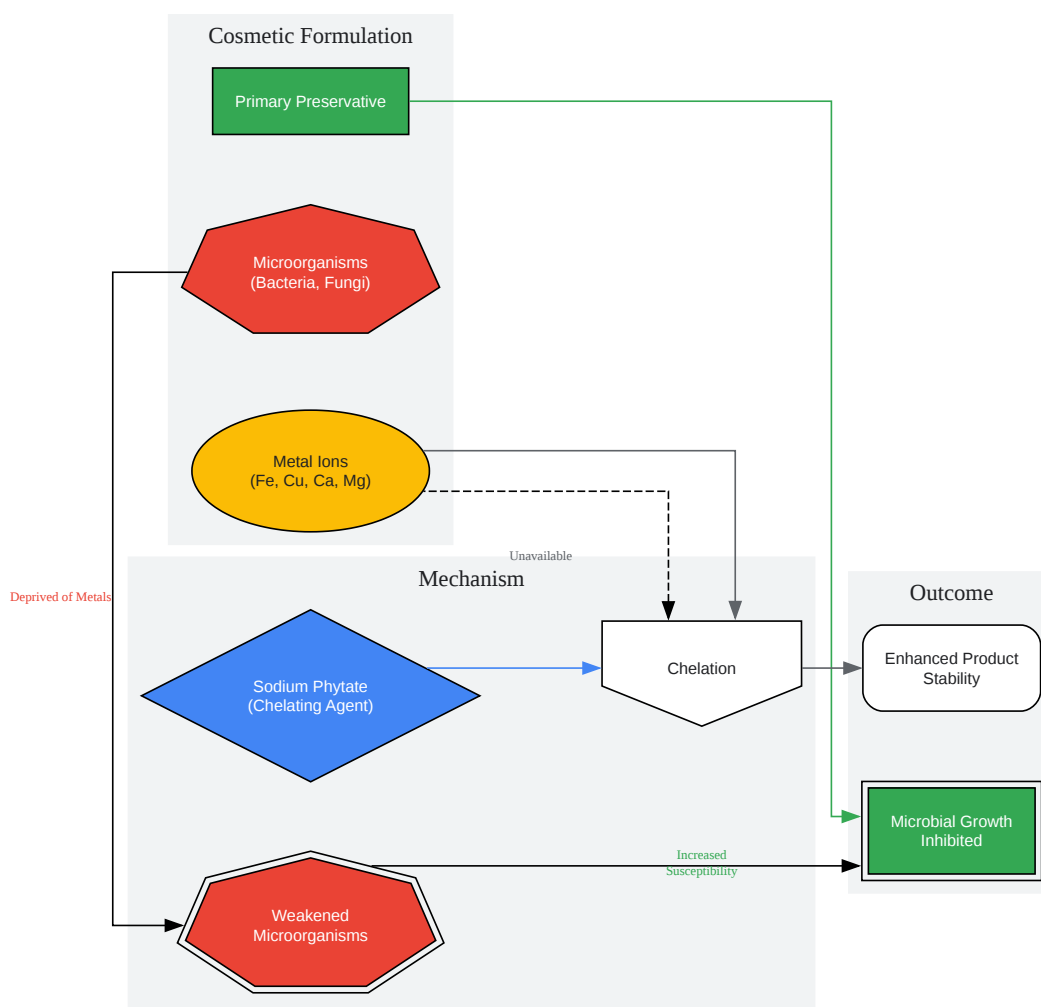 Cosmetic Formulation
Primary Preservative
Microorganisms
(Bacteria, Fungi)
Metal Ions
(Fe, Cu, Ca, Mg)
Unavailable
Mechanism
Deprived of Metals
Sodium Phytate
(Chelating Agent)
Chelation
Outcome
Enhanced Product
Stability
Microbial Growth
Inhibited
Increased
Susceptibility
Weakened
Microorganisms